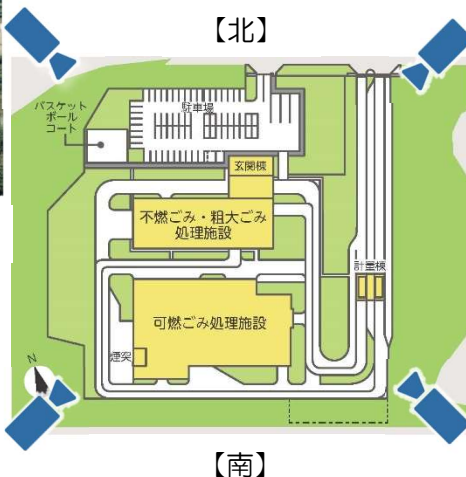 【北】
バスケット
ボール
コート
駐車場
玄関棟
不燃ごみ・粗大ごみ
処理施設
計量棟
可燃ごみ処理施設
煙突
N
【南】